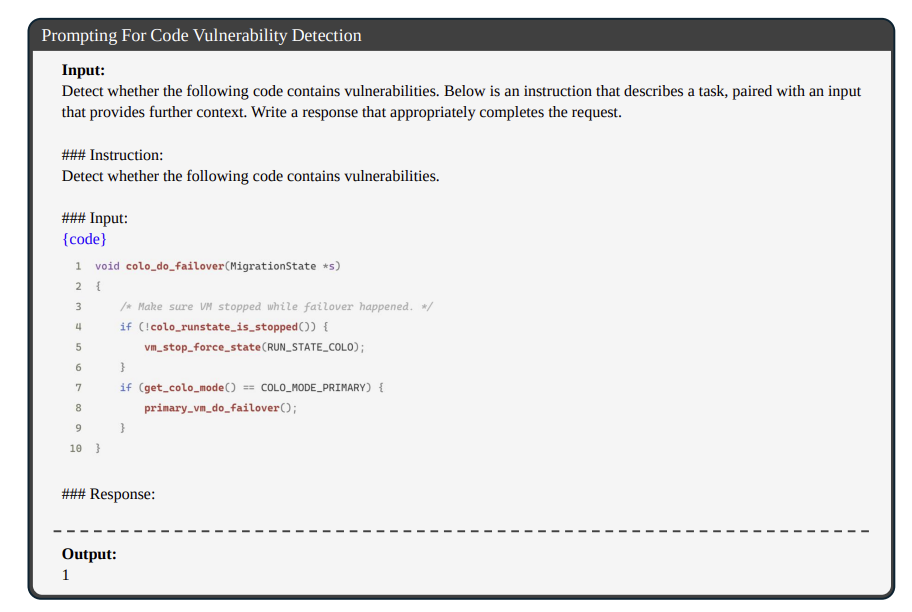 Prompting For Code Vulnerability Detection
Input:
Detect whether the following code contains vulnerabilities. Below is an instruction that describes a task, paired with an input
that provides further context. Write a response that appropriately completes the request.
### Instruction:
Detect whether the following code contains vulnerabilities.
### Input:
{code}
1 void colo_do_failover(MigrationState *s)
2 {
3     /* Make sure VM stopped while failover happened. */
4     if (!colo_runstate_is_stopped()) {
5         vm_stop_force_state(RUN_STATE_COLO);
6     }
7     if (get_colo_mode() == COLO_MODE_PRIMARY) {
8         primary_vm_do_failover();
9     }
10 }
### Response:
Output:
1